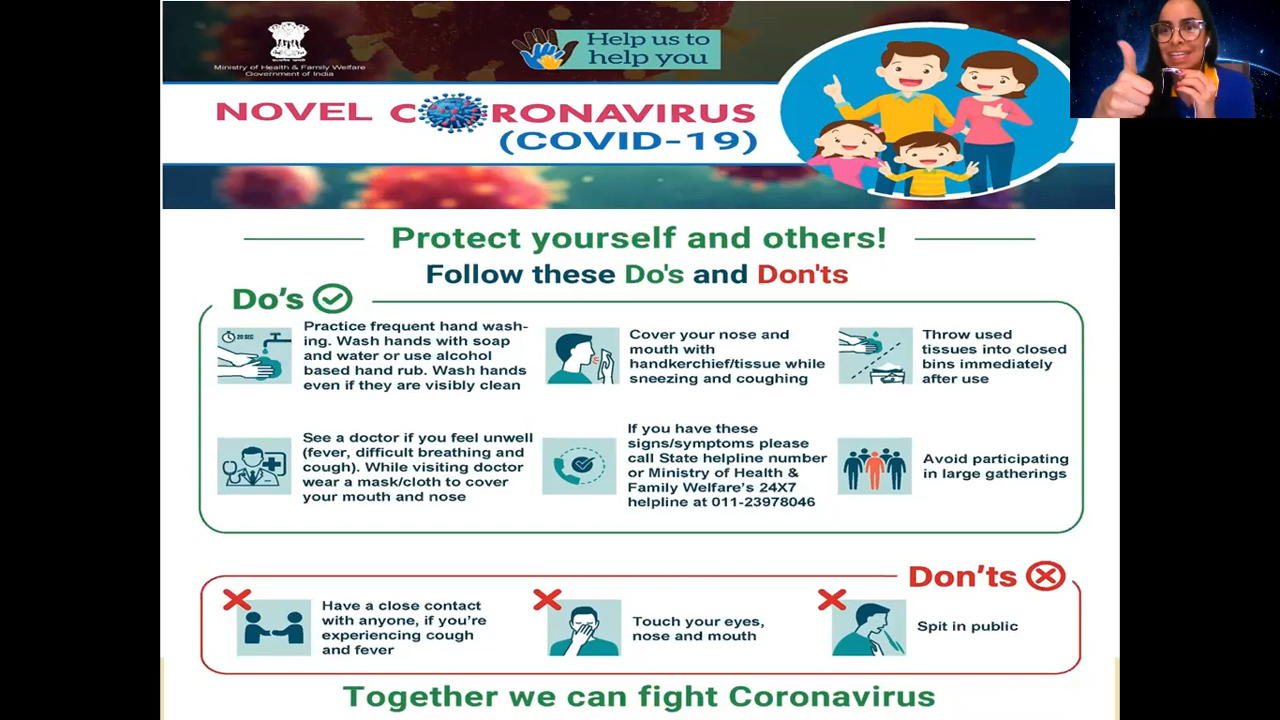 Ministry of Health & Family Welfare
Government of India
Help us to
help you
NOVEL CORONAVIRUS
(COVID-19)
Protect yourself and others!
Follow these Do's and Don'ts
Do's
20 SEC
Practice frequent hand wash-
ing. Wash hands with soap
and water or use alcohol
based hand rub. Wash hands
even if they are visibly clean
Cover your nose and
mouth with
handkerchief/tissue while
sneezing and coughing
Throw used
tissues into closed
bins immediately
after use
See a doctor if you feel unwell
(fever, difficult breathing and
cough). While visiting doctor
wear a mask/cloth to cover
your mouth and nose
If you have these
signs/symptoms please
call State helpline number
or Ministry of Health &
Family Welfare's 24X7
helpline at 011-23978046
Avoid participating
in large gatherings
Don'ts
Have a close contact
with anyone, if you're
experiencing cough
and fever
Touch your eyes,
nose and mouth
Spit in public
Together we can fight Coronavirus